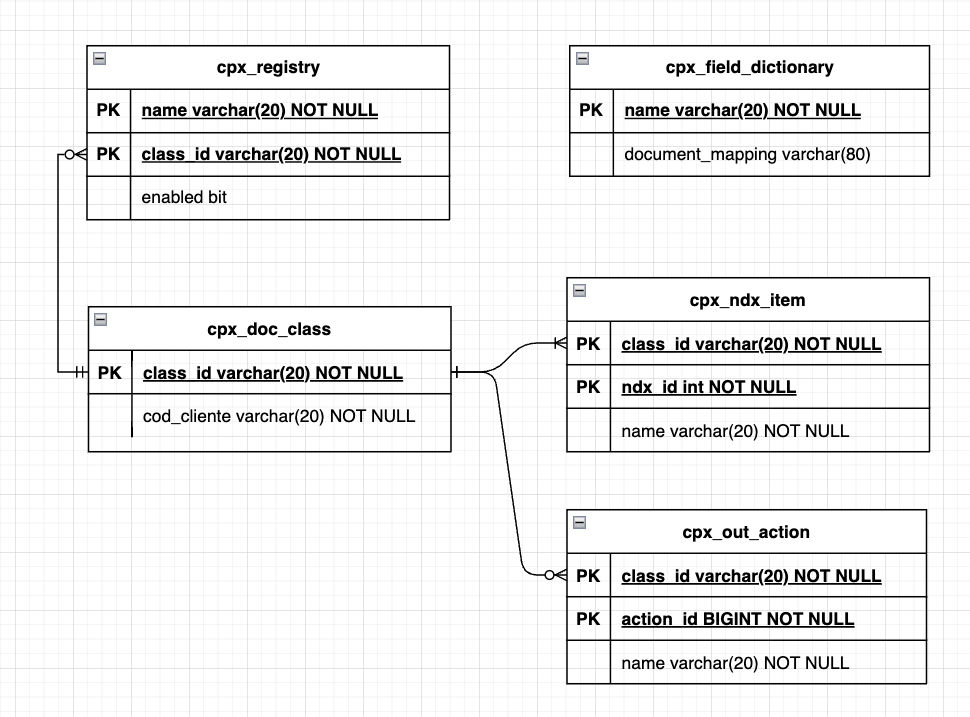 cpx_registry
PK name varchar(20) NOT NULL
PK class_id varchar(20) NOT NULL
enabled bit
cpx_field_dictionary
PK name varchar(20) NOT NULL
document_mapping varchar(80)
cpx_doc_class
PK class_id varchar(20) NOT NULL
cod_cliente varchar(20) NOT NULL
cpx_ndx_item
PK class_id varchar(20) NOT NULL
PK ndx_id int NOT NULL
name varchar(20) NOT NULL
cpx_out_action
PK class_id varchar(20) NOT NULL
PK action_id BIGINT NOT NULL
name varchar(20) NOT NULL